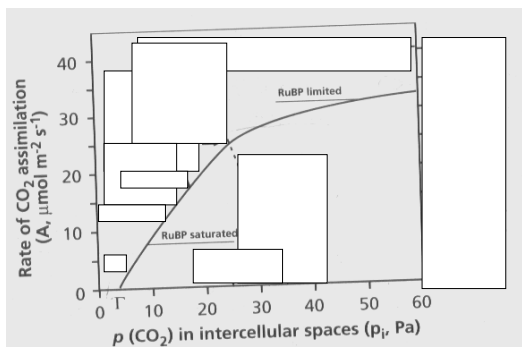 Rate of CO₂ assimilation
(A, μmol m⁻² s⁻¹)
40
30
20
10
0
RuBP limited
RuBP saturated
0 Γ 10 20 30 40 50 60
p (CO₂) in intercellular spaces (pᵢ, Pa)